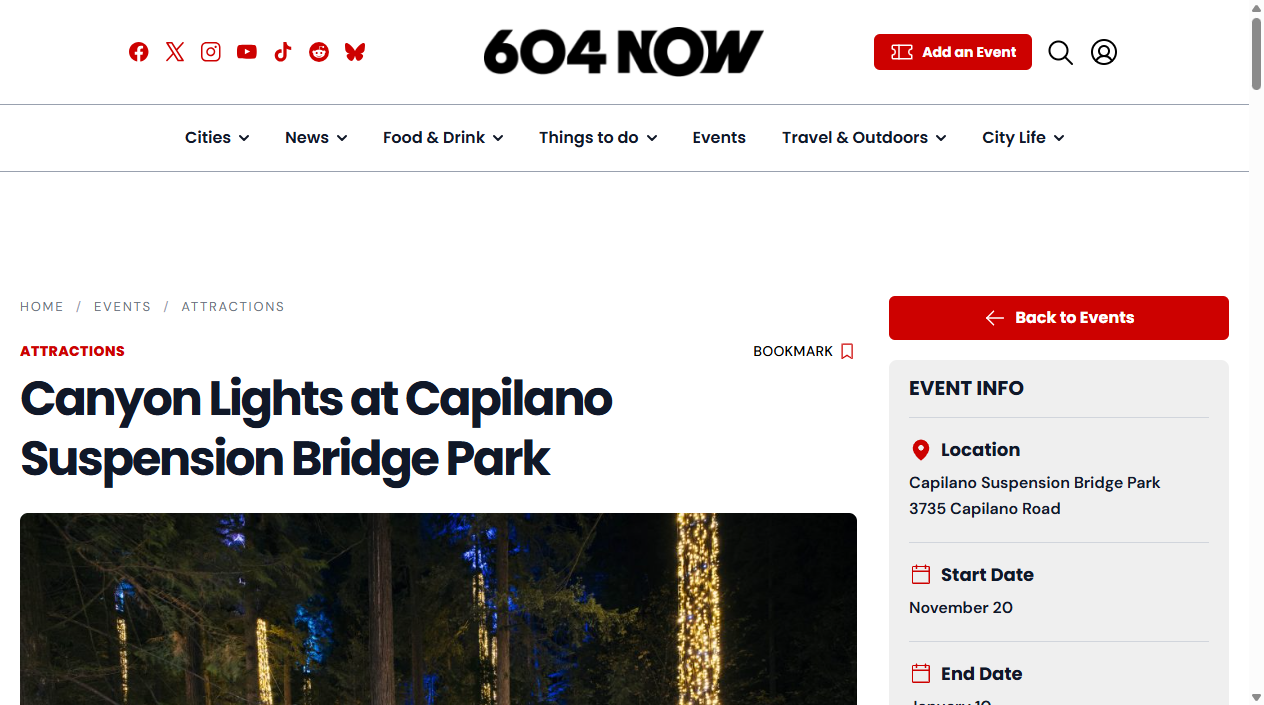 604 NOW
Add an Event
Cities
News
Food & Drink
Things to do
Events
Travel & Outdoors
City Life
HOME / EVENTS / ATTRACTIONS
ATTRACTIONS
BOOKMARK
Canyon Lights at Capilano
Suspension Bridge Park
Back to Events
EVENT INFO
Location
Capilano Suspension Bridge Park
3735 Capilano Road
Start Date
November 20
End Date